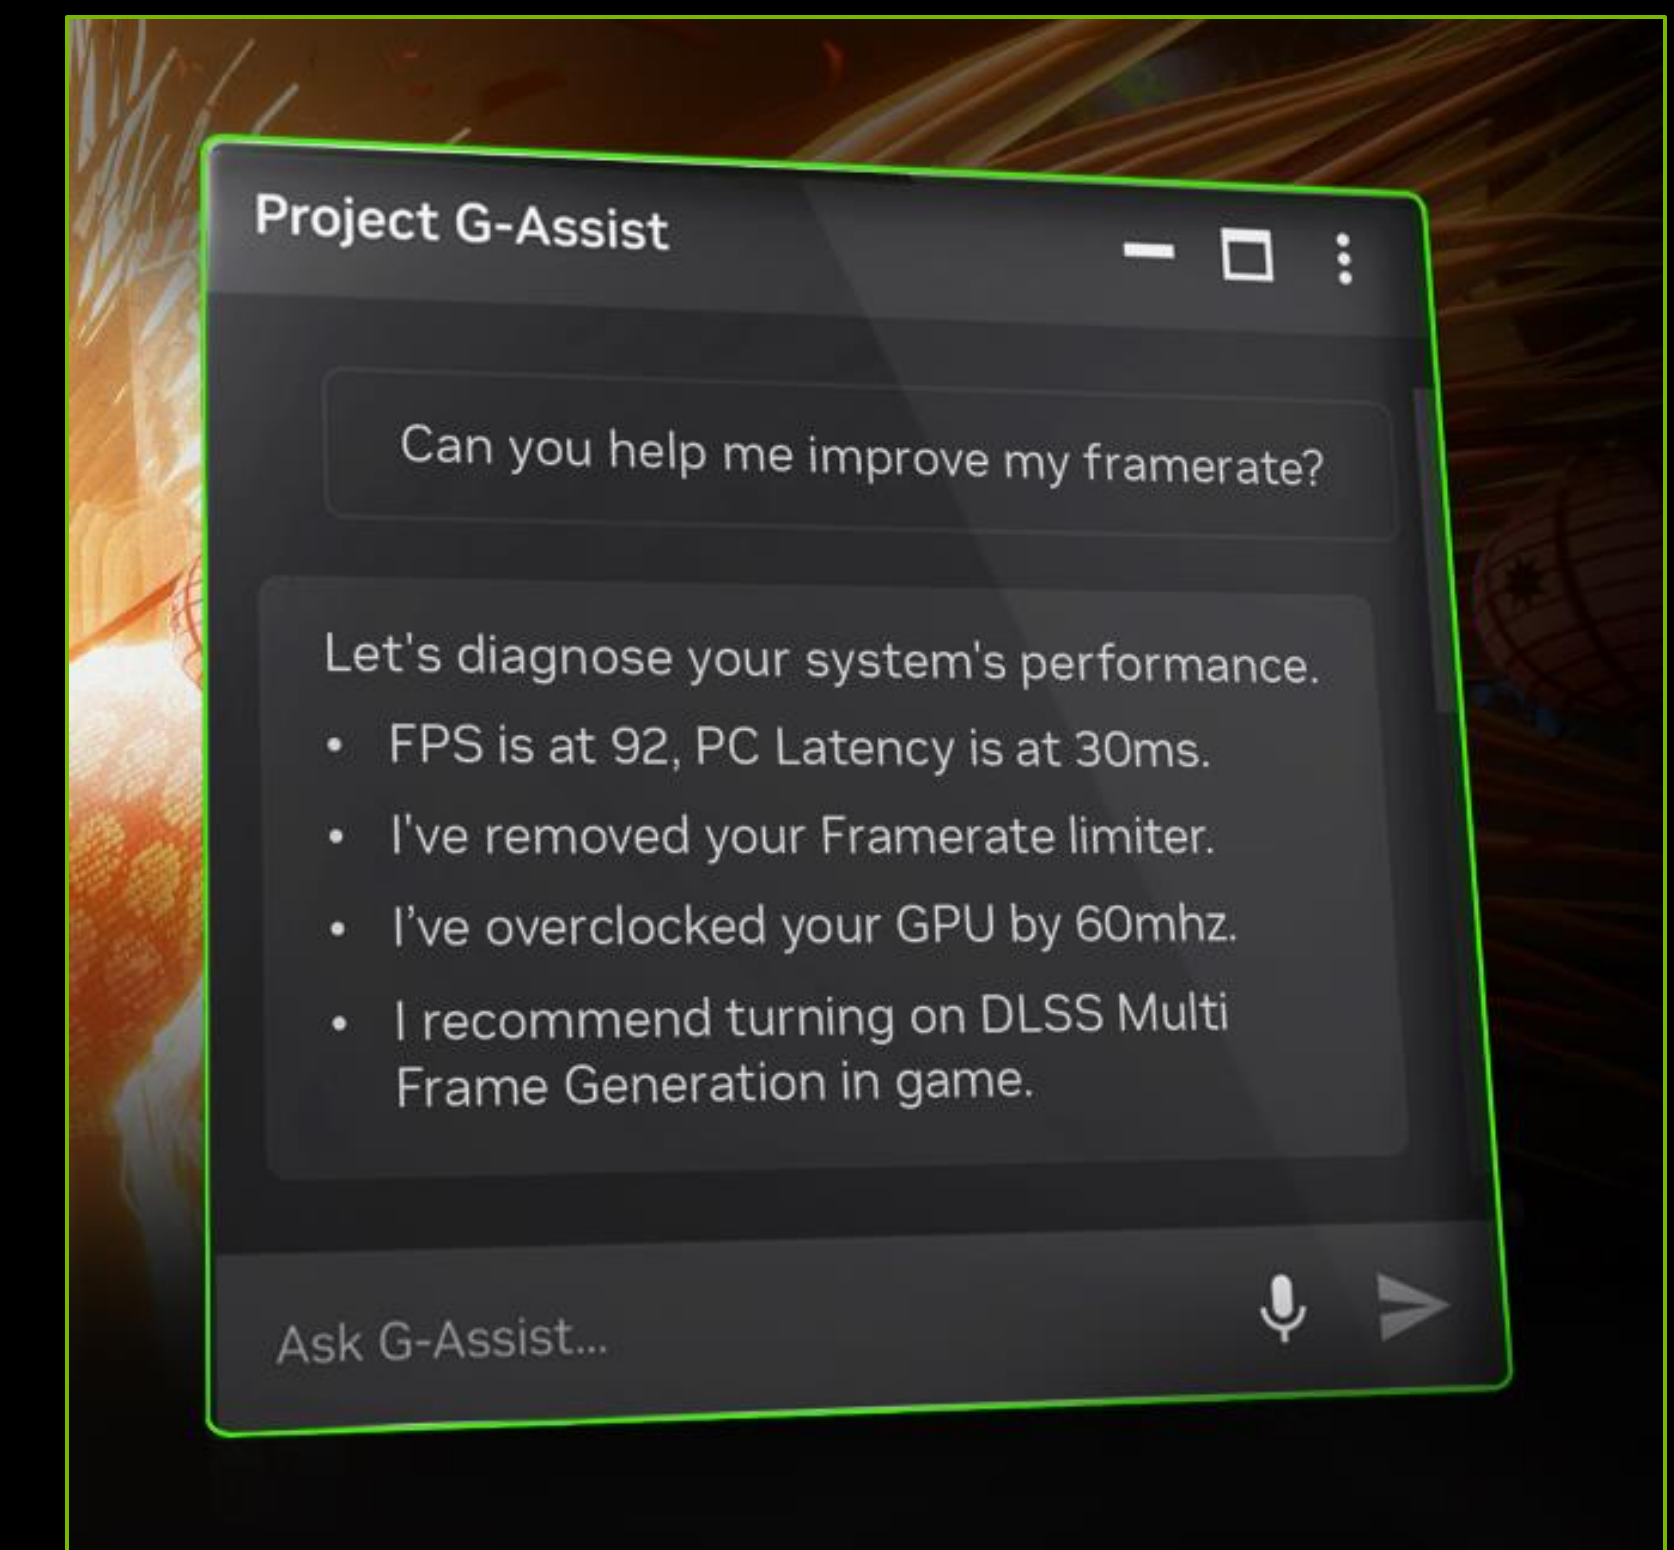 Project G-Assist
Can you help me improve my framerate?
Let's diagnose your system's performance.
• FPS is at 92, PC Latency is at 30ms.
• I've removed your Framerate limiter.
• I’ve overclocked your GPU by 60mhz.
• I recommend turning on DLSS Multi
Frame Generation in game.
Ask G-Assist...